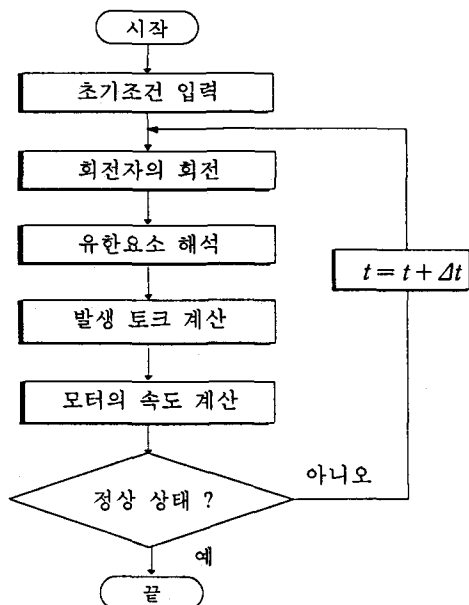 시작
초기조건 입력
회전자의 회전
유한요소 해석
t = t + Δt
발생 토크 계산
모터의 속도 계산
아니오
정상 상태 ?
예
끝